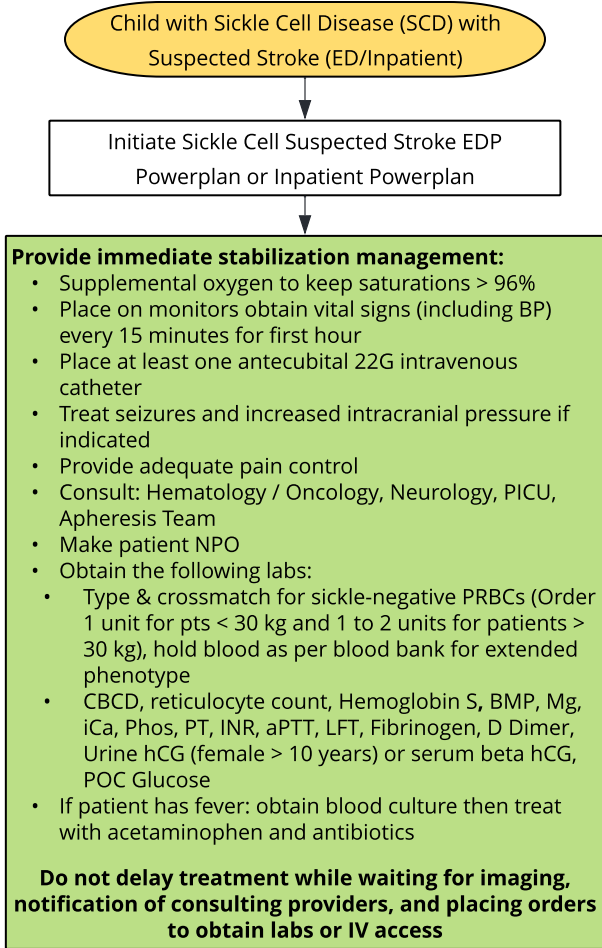 Child with Sickle Cell Disease (SCD) with
Suspected Stroke (ED/Inpatient)
Initiate Sickle Cell Suspected Stroke EDP
Powerplan or Inpatient Powerplan
Provide immediate stabilization management:
• Supplemental oxygen to keep saturations > 96%
• Place on monitors obtain vital signs (including BP)
every 15 minutes for first hour
• Place at least one antecubital 22G intravenous
catheter
• Treat seizures and increased intracranial pressure if
indicated
• Provide adequate pain control
• Consult: Hematology / Oncology, Neurology, PICU,
Apheresis Team
• Make patient NPO
• Obtain the following labs:
• Type & crossmatch for sickle-negative PRBCs (Order
1 unit for pts < 30 kg and 1 to 2 units for patients >
30 kg), hold blood as per blood bank for extended
phenotype
• CBCD, reticulocyte count, Hemoglobin S, BMP, Mg,
iCa, Phos, PT, INR, aPTT, LFT, Fibrinogen, D Dimer,
Urine hCG (female > 10 years) or serum beta hCG,
POC Glucose
• If patient has fever: obtain blood culture then treat
with acetaminophen and antibiotics
Do not delay treatment while waiting for imaging,
notification of consulting providers, and placing orders
to obtain labs or IV access